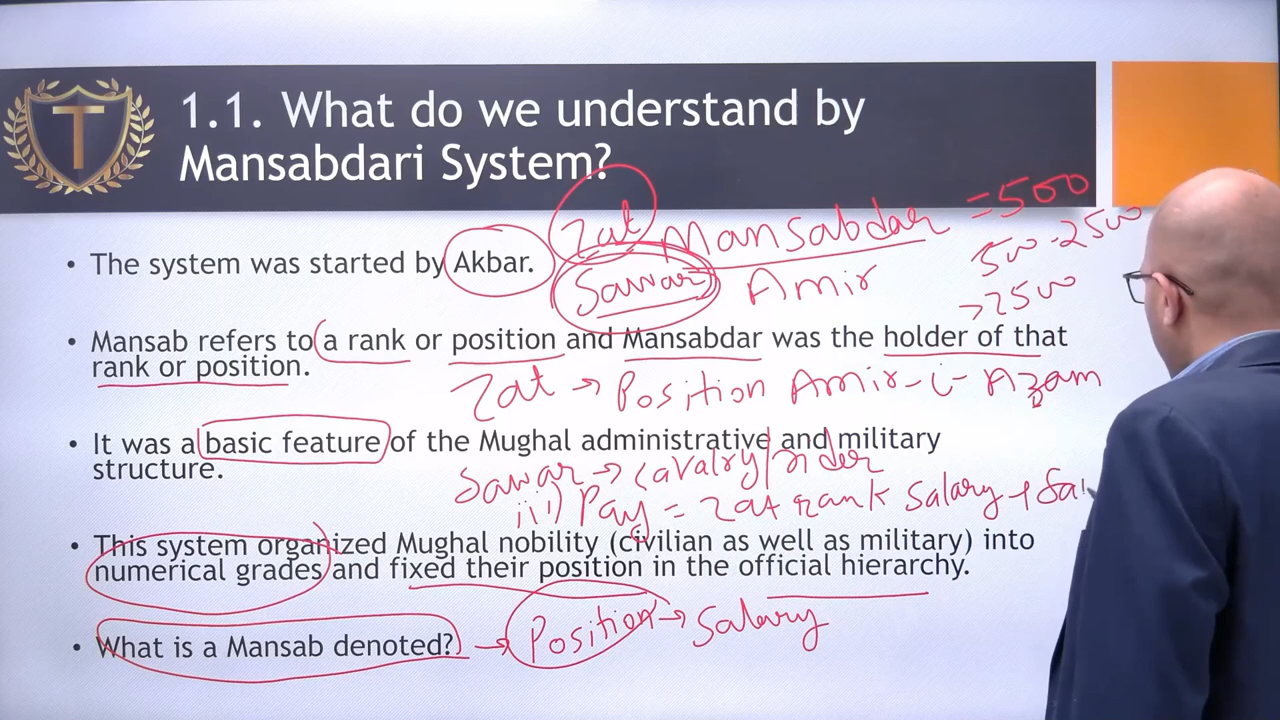 T
1.1. What do we understand by
Mansabdari System?
Zat Mansabdar = 500
500-2500
• The system was started by Akbar.
Sawar Amir >2500
• Mansab refers to a rank or position and Mansabdar was the holder of that
rank or position.
Zat → Position Amir-i-Azam
• It was a basic feature of the Mughal administrative and military
structure.
Sawar → cavalry/rider
iii) Pay = Zat rank salary + Sa
• This system organized Mughal nobility (civilian as well as military) into
numerical grades and fixed their position in the official hierarchy.
• What is a Mansab denoted? → Position → Salary